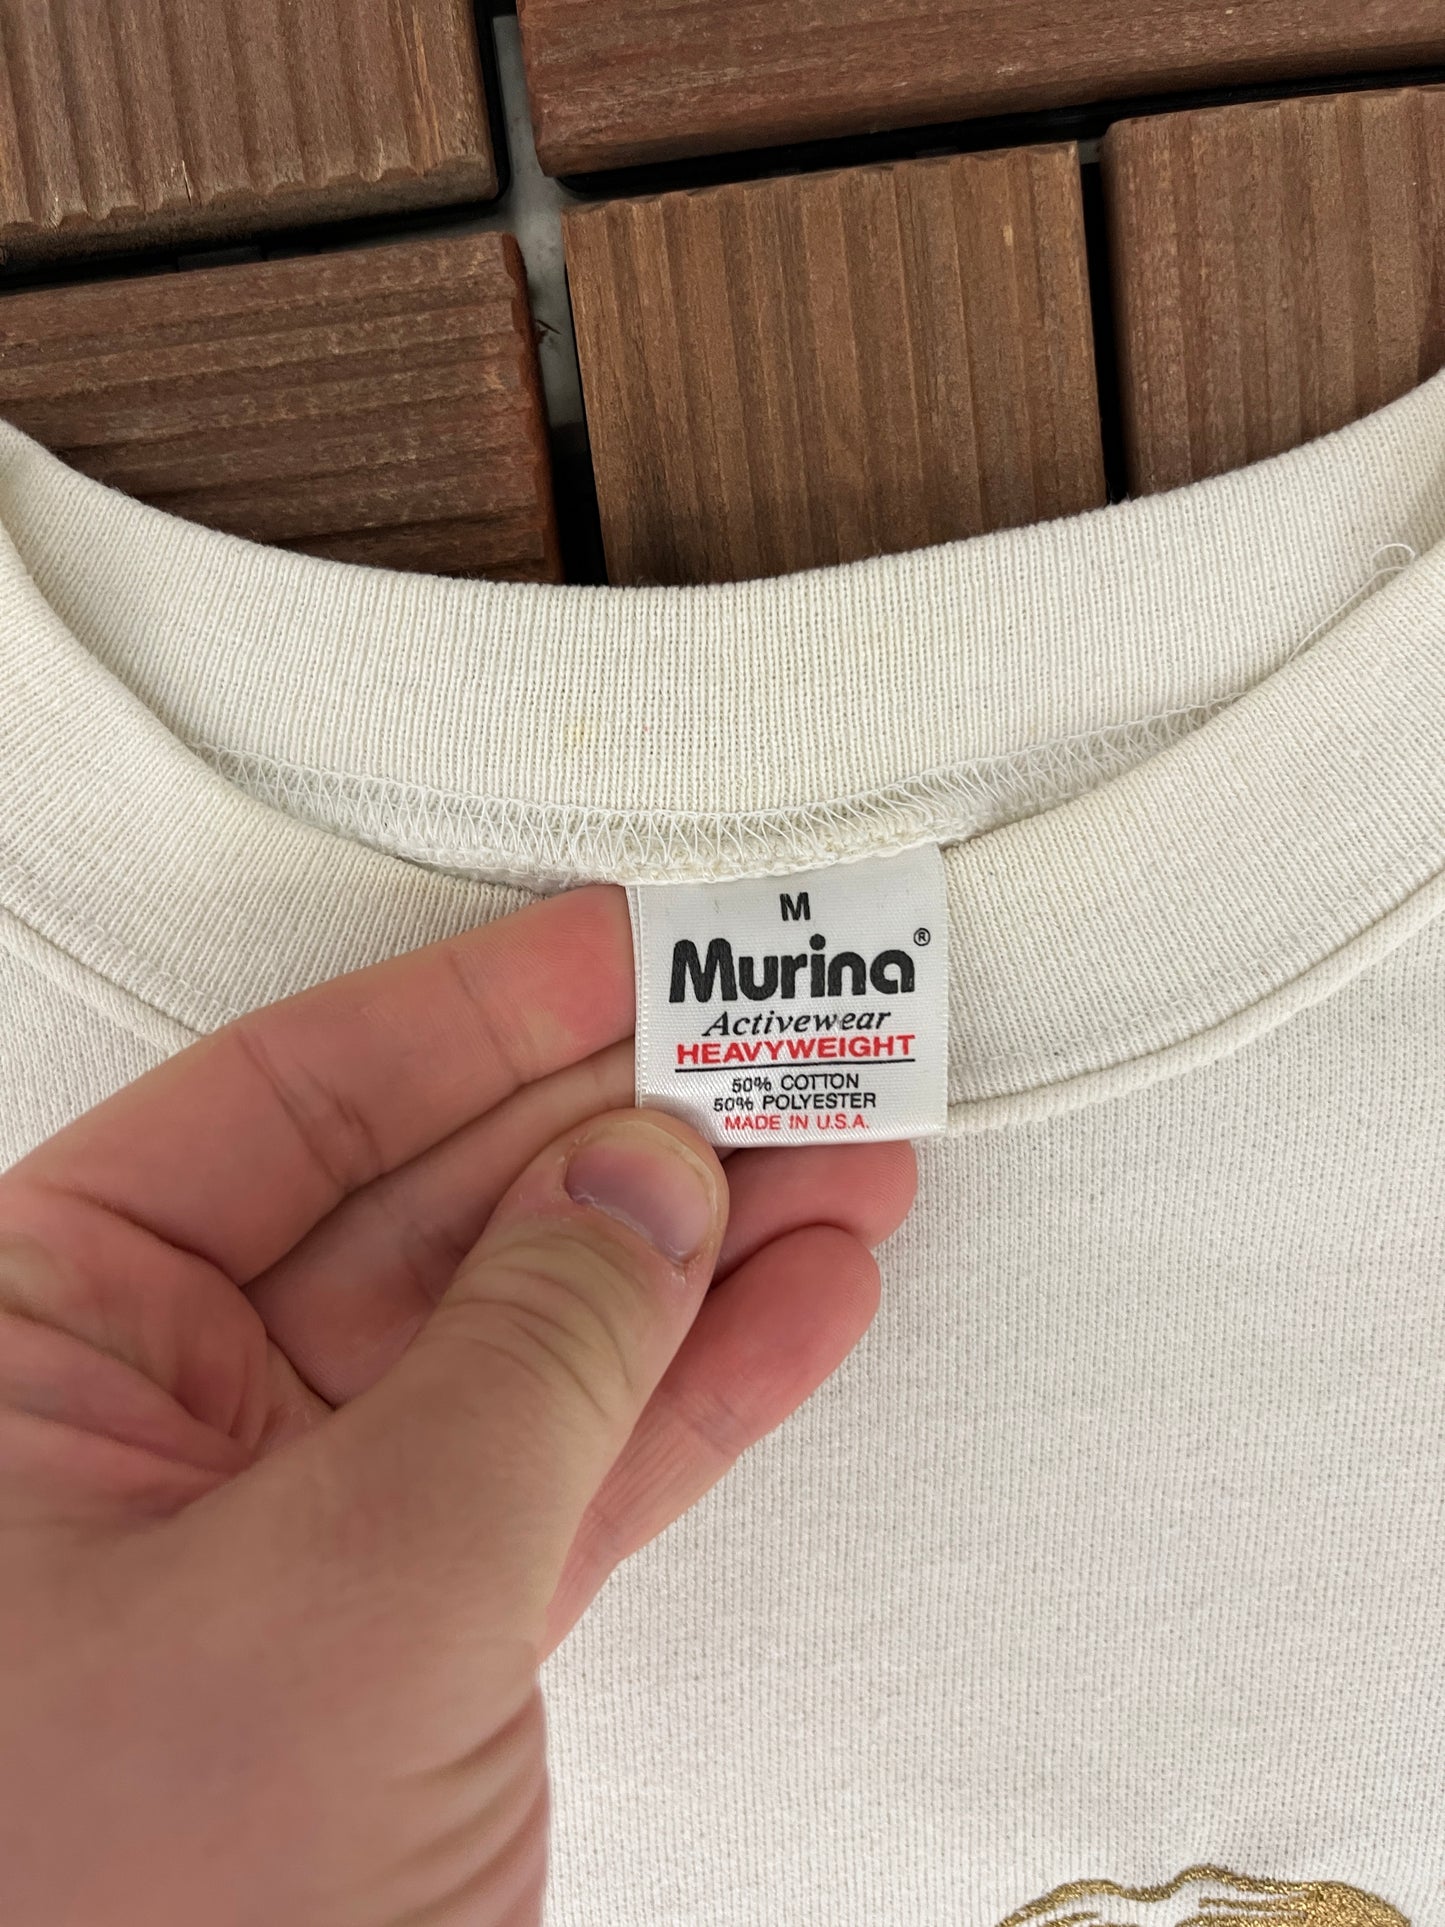 M
Murina®
Activewear
HEAVYWEIGHT
50% COTTON
50% POLYESTER
MADE IN U.S.A.